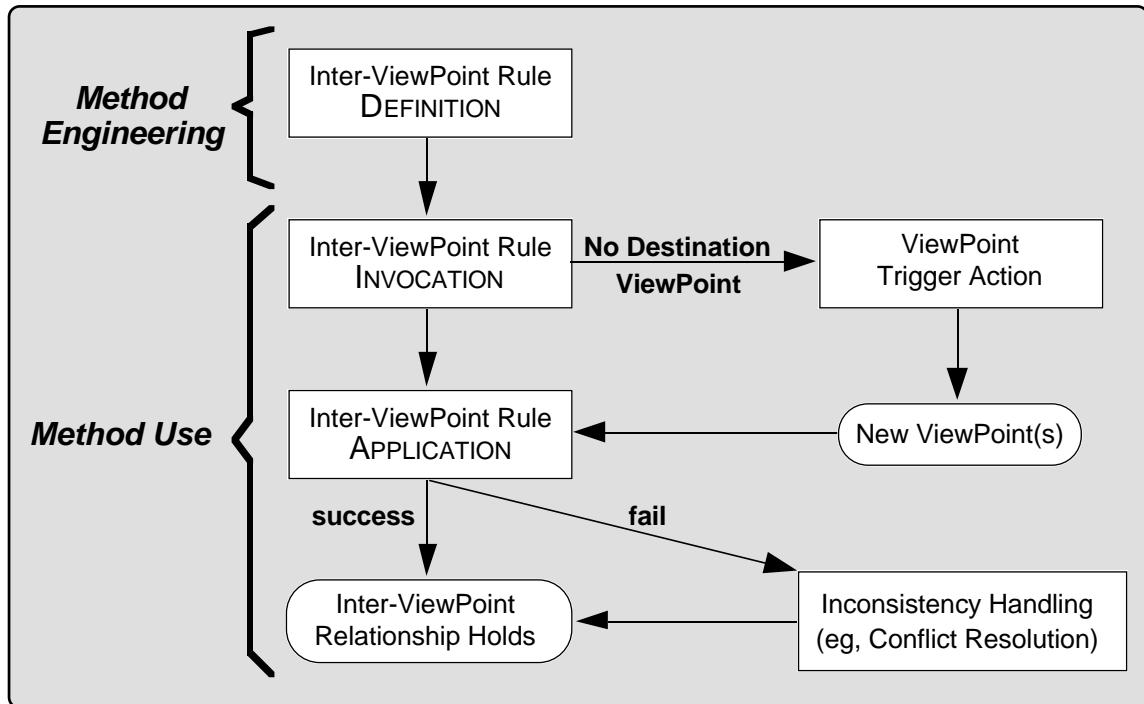 Method
Engineering
Inter-ViewPoint Rule
DEFINITION
Method Use
Inter-ViewPoint Rule
INVOCATION
No Destination
ViewPoint
ViewPoint
Trigger Action
Inter-ViewPoint Rule
APPLICATION
New ViewPoint(s)
success
fail
Inter-ViewPoint
Relationship Holds
Inconsistency Handling
(eg, Conflict Resolution)